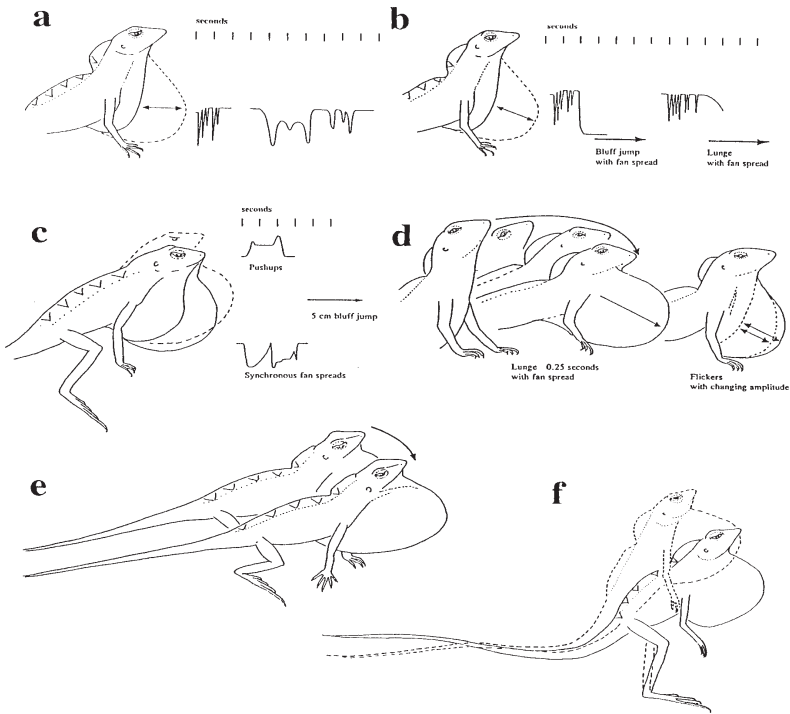 a
seconds
b
seconds
Bluff jump
with fan spread
Lunge
with fan spread
c
seconds
Pushups
5 cm bluff jump
Synchronous fan spreads
d
Lunge 0.25 seconds
with fan spread
Flickers
with changing amplitude
e
f